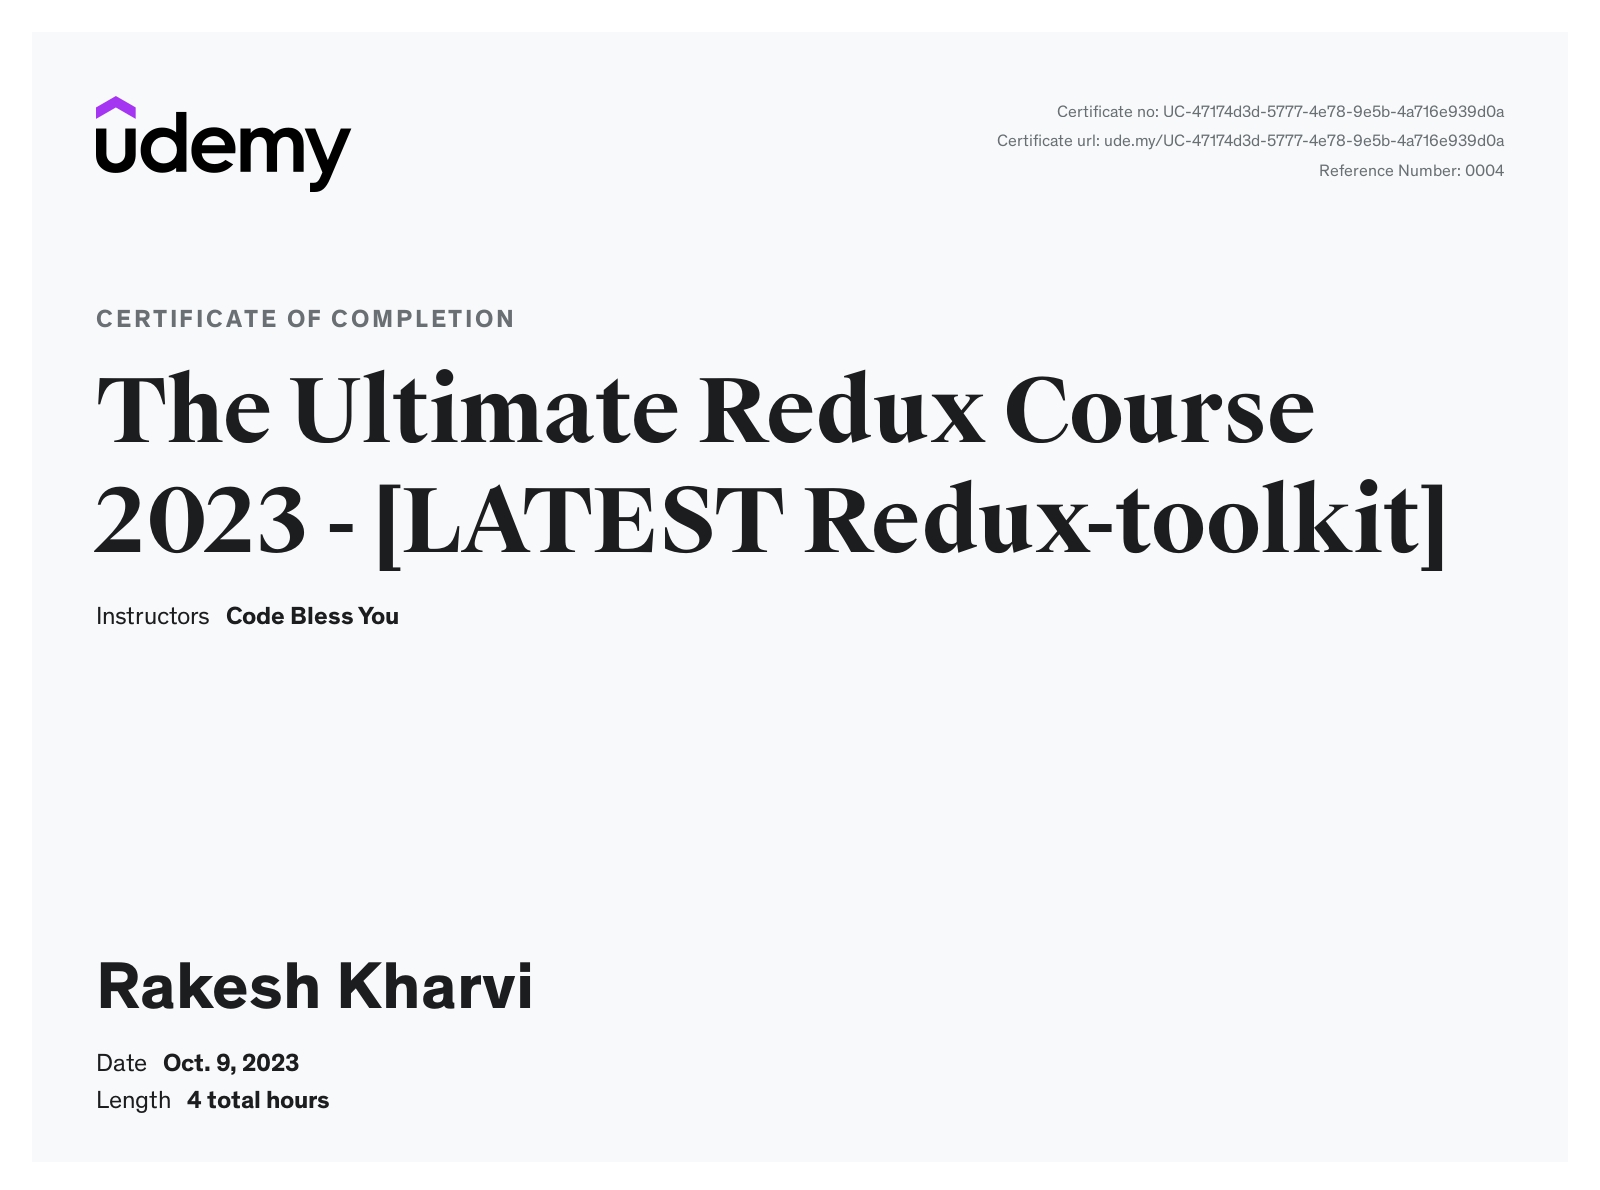 udemy
Certificate no: UC-47174d3d-5777-4e78-9e5b-4a716e939d0a
Certificate url: ude.my/UC-47174d3d-5777-4e78-9e5b-4a716e939d0a
Reference Number: 0004
CERTIFICATE OF COMPLETION
The Ultimate Redux Course
2023 - [LATEST Redux-toolkit]
Instructors Code Bless You
Rakesh Kharvi
Date Oct. 9, 2023
Length 4 total hours